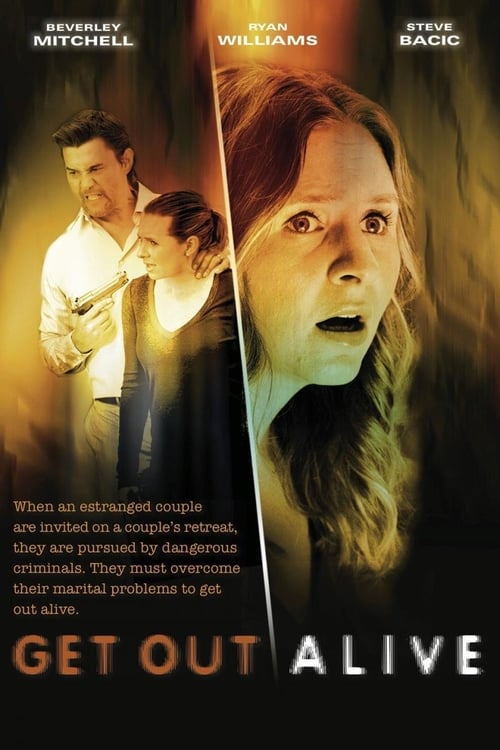 BEVERLEY
MITCHELL
RYAN
WILLIAMS
STEVE
BACIC
When an estranged couple
are invited on a couple's retreat,
they are pursued by dangerous
criminals. They must overcome
their marital problems to get
out alive.
GET OUT ALIVE